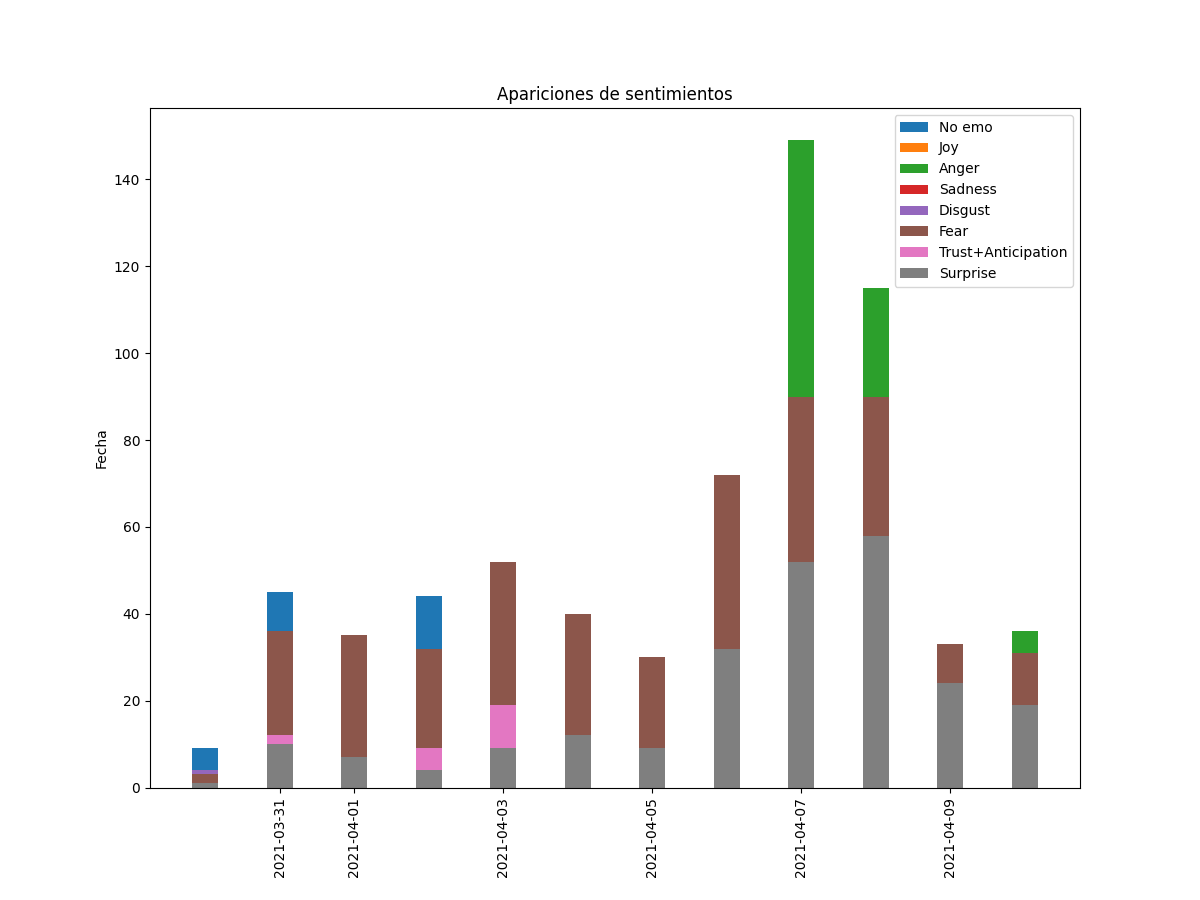 Apariciones de sentimientos
No emo
Joy
Anger
Sadness
Disgust
Fear
Trust+Anticipation
Surprise
Fecha
140
120
100
80
60
40
20
0
2021-03-31
2021-04-01
2021-04-03
2021-04-05
2021-04-07
2021-04-09